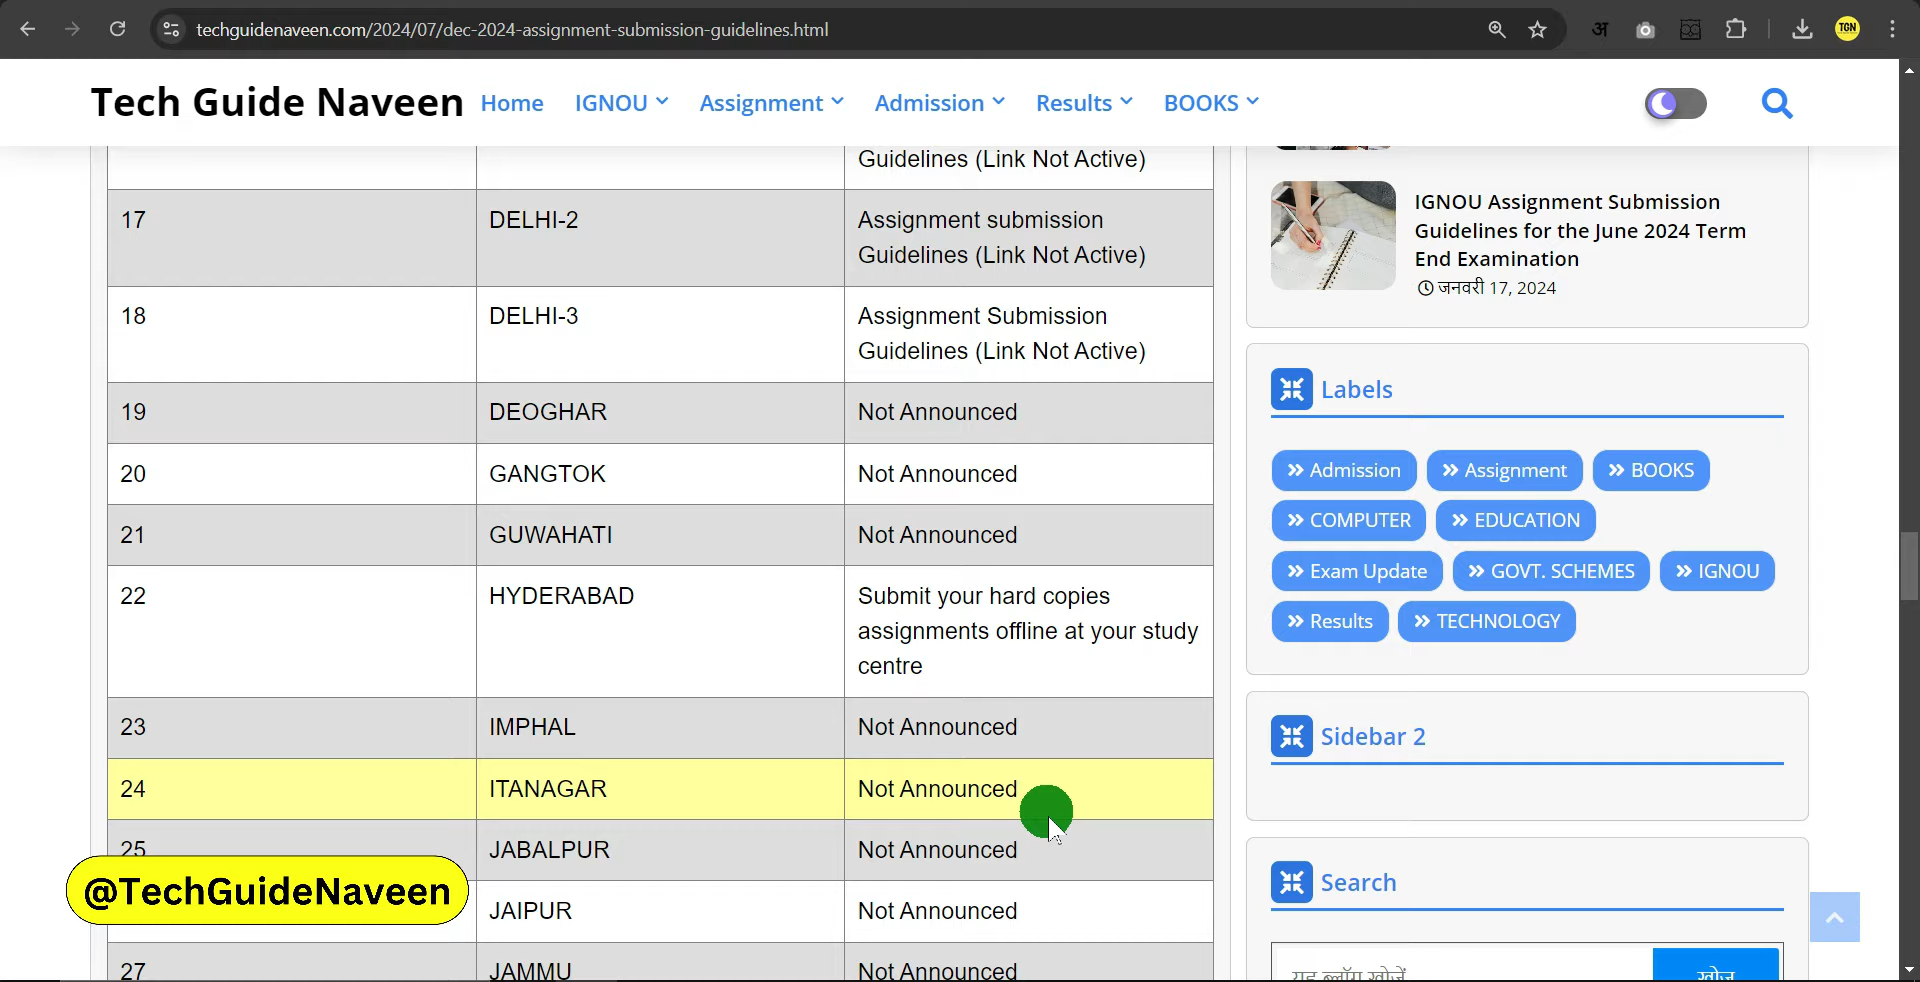 techguidenaveen.com/2024/07/dec-2024-assignment-submission-guidelines.html
अ
TGN
Tech Guide Naveen
Home
IGNOU
Assignment
Admission
Results
BOOKS
Guidelines (Link Not Active)
17
DELHI-2
Assignment submission
Guidelines (Link Not Active)
18
DELHI-3
Assignment Submission
Guidelines (Link Not Active)
19
DEOGHAR
Not Announced
20
GANGTOK
Not Announced
21
GUWAHATI
Not Announced
22
HYDERABAD
Submit your hard copies
assignments offline at your study
centre
23
IMPHAL
Not Announced
24
ITANAGAR
Not Announced
25
JABALPUR
Not Announced
JAIPUR
Not Announced
27
JAMMU
Not Announced
@TechGuideNaveen
IGNOU Assignment Submission
Guidelines for the June 2024 Term
End Examination
जनवरी 17, 2024
Labels
Admission
Assignment
BOOKS
COMPUTER
EDUCATION
Exam Update
GOVT. SCHEMES
IGNOU
Results
TECHNOLOGY
Sidebar 2
Search
यह ब्लॉग खोजें
खोज